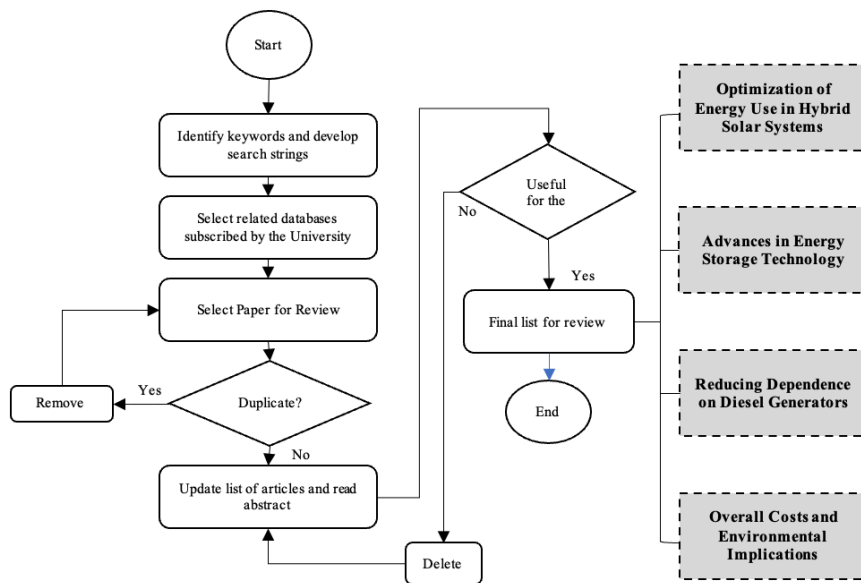 Start
Identify keywords and develop
search strings
Select related databases
subscribed by the University
Select Paper for Review
Yes
Remove
Duplicate?
No
Update list of articles and read
abstract
Useful
for the
No
Yes
Final list for review
End
Delete
Optimization of
Energy Use in Hybrid
Solar Systems
Advances in Energy
Storage Technology
Reducing Dependence
on Diesel Generators
Overall Costs and
Environmental
Implications